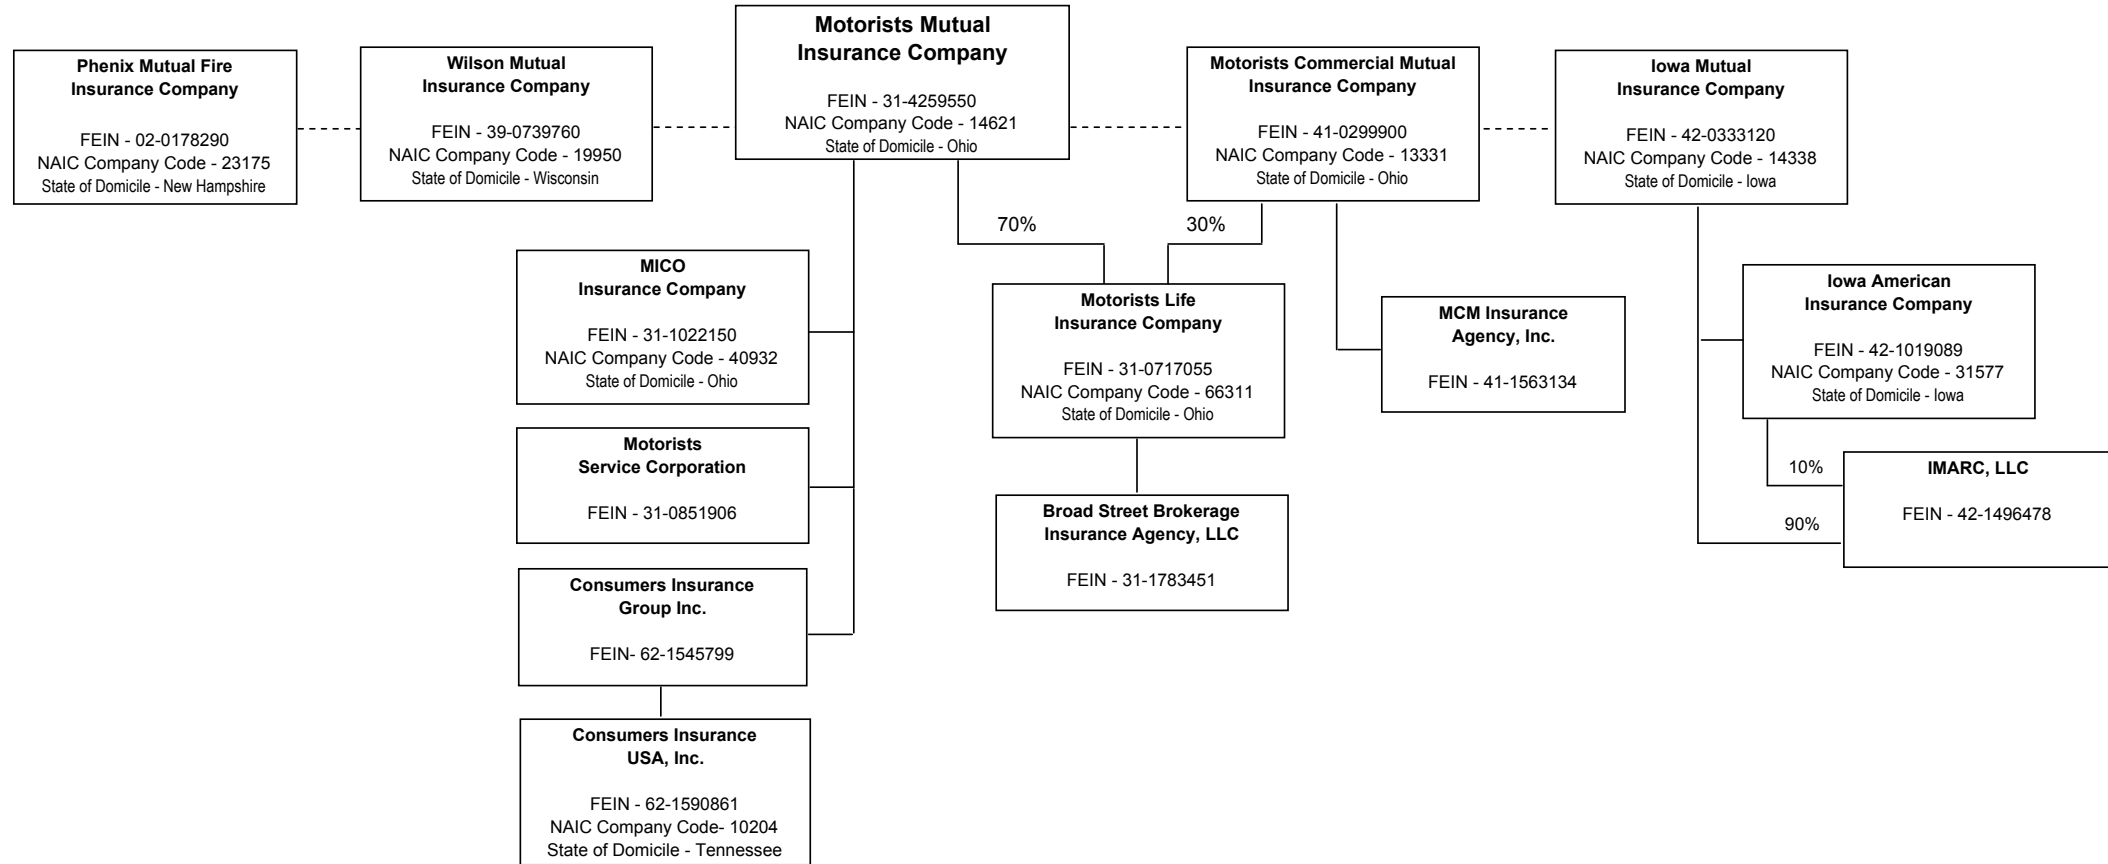 Motorists Mutual
Insurance Company
FEIN - 31-4259550
NAIC Company Code - 14621
State of Domicile - Ohio
Phenix Mutual Fire
Insurance Company
FEIN - 02-0178290
NAIC Company Code - 23175
State of Domicile - New Hampshire
Wilson Mutual
Insurance Company
FEIN - 39-0739760
NAIC Company Code - 19950
State of Domicile - Wisconsin
Motorists Commercial Mutual
Insurance Company
FEIN - 41-0299900
NAIC Company Code - 13331
State of Domicile - Ohio
Iowa Mutual
Insurance Company
FEIN - 42-0333120
NAIC Company Code - 14338
State of Domicile - Iowa
70%
30%
MICO
Insurance Company
FEIN - 31-1022150
NAIC Company Code - 40932
State of Domicile - Ohio
Motorists Life
Insurance Company
FEIN - 31-0717055
NAIC Company Code - 66311
State of Domicile - Ohio
MCM Insurance
Agency, Inc.
FEIN - 41-1563134
Iowa American
Insurance Company
FEIN - 42-1019089
NAIC Company Code - 31577
State of Domicile - Iowa
Motorists
Service Corporation
FEIN - 31-0851906
10%
90%
IMARC, LLC
FEIN - 42-1496478
Broad Street Brokerage
Insurance Agency, LLC
FEIN - 31-1783451
Consumers Insurance
Group Inc.
FEIN- 62-1545799
Consumers Insurance
USA, Inc.
FEIN - 62-1590861
NAIC Company Code- 10204
State of Domicile - Tennessee